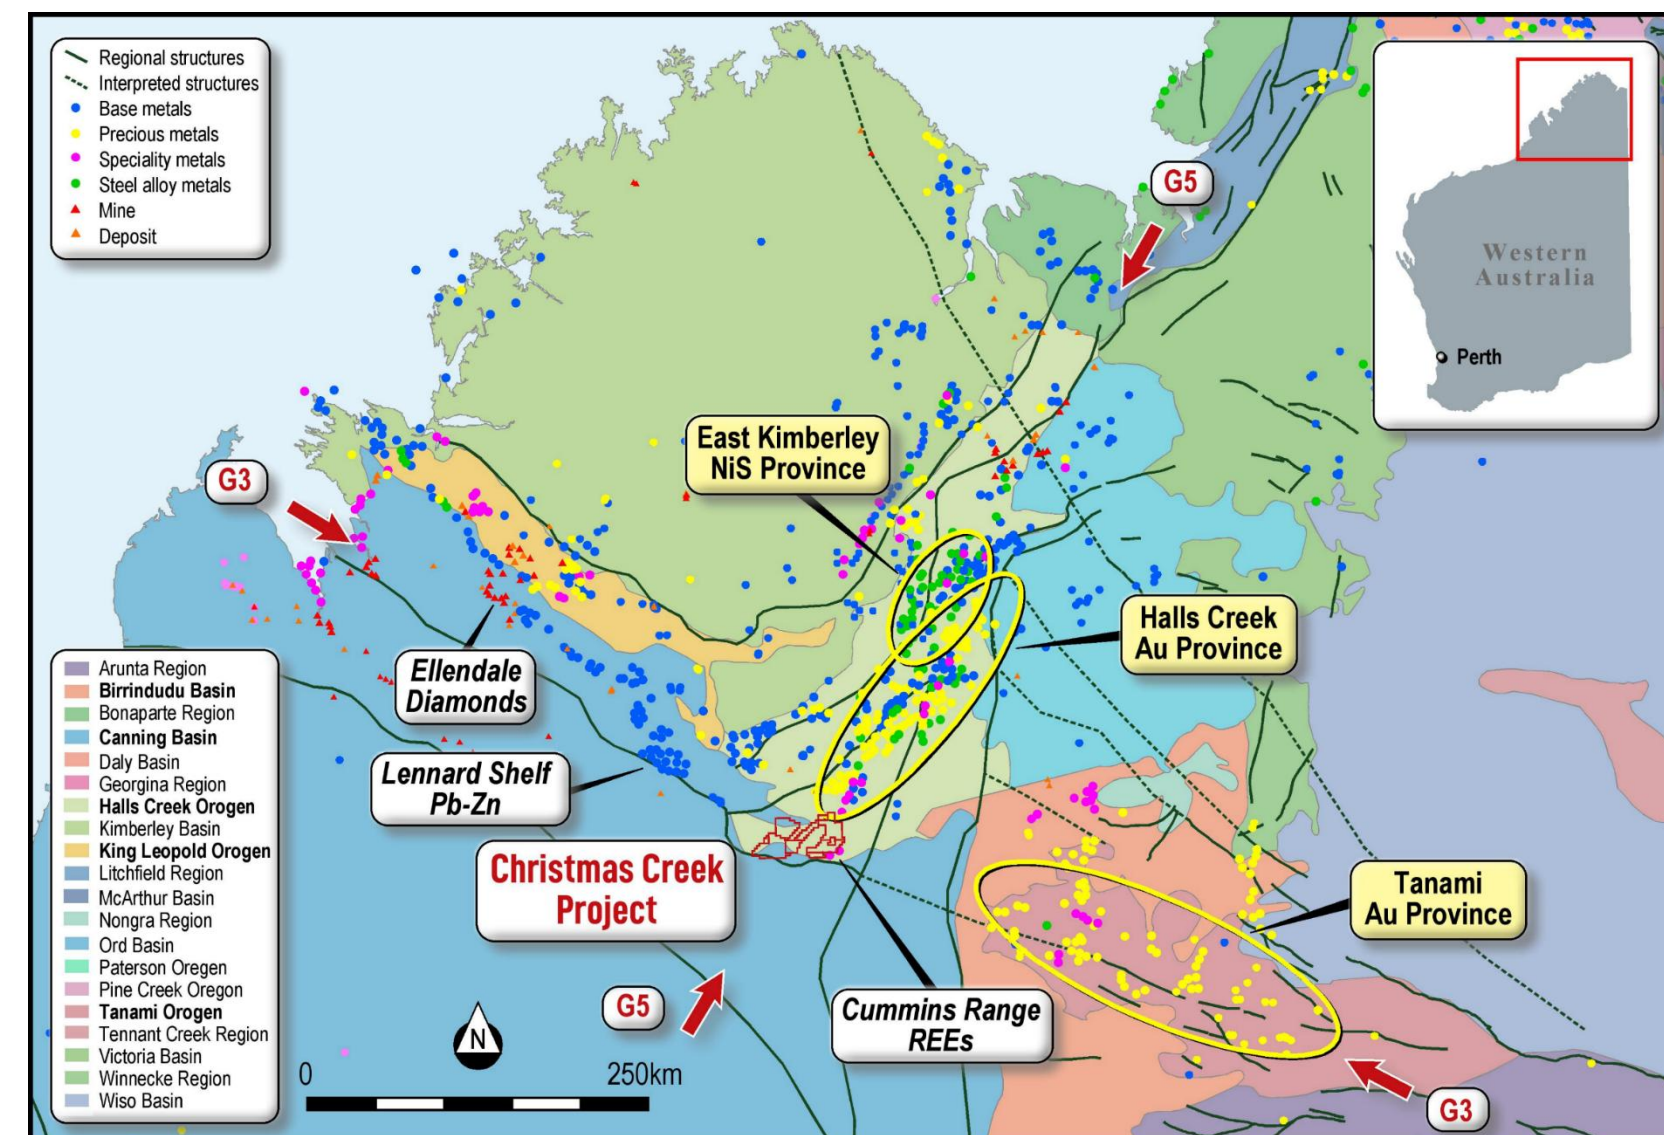 Regional structures
Interpreted structures
Base metals
Precious metals
Speciality metals
Steel alloy metals
Mine
Deposit
G5
Western
Australia
Perth
East Kimberley
NiS Province
G3
Halls Creek
Au Province
Ellendale
Diamonds
Lennard Shelf
Pb-Zn
Christmas Creek
Project
Tanami
Au Province
Cummins Range
REEs
G5
G3
N
0
250km
Arunta Region
Birrindudu Basin
Bonaparte Region
Canning Basin
Daly Basin
Georgina Region
Halls Creek Orogen
Kimberley Basin
King Leopold Orogen
Litchfield Region
McArthur Basin
Nongra Region
Ord Basin
Paterson Oregen
Pine Creek Oregon
Tanami Orogen
Tennant Creek Region
Victoria Basin
Winnecke Region
Wiso Basin